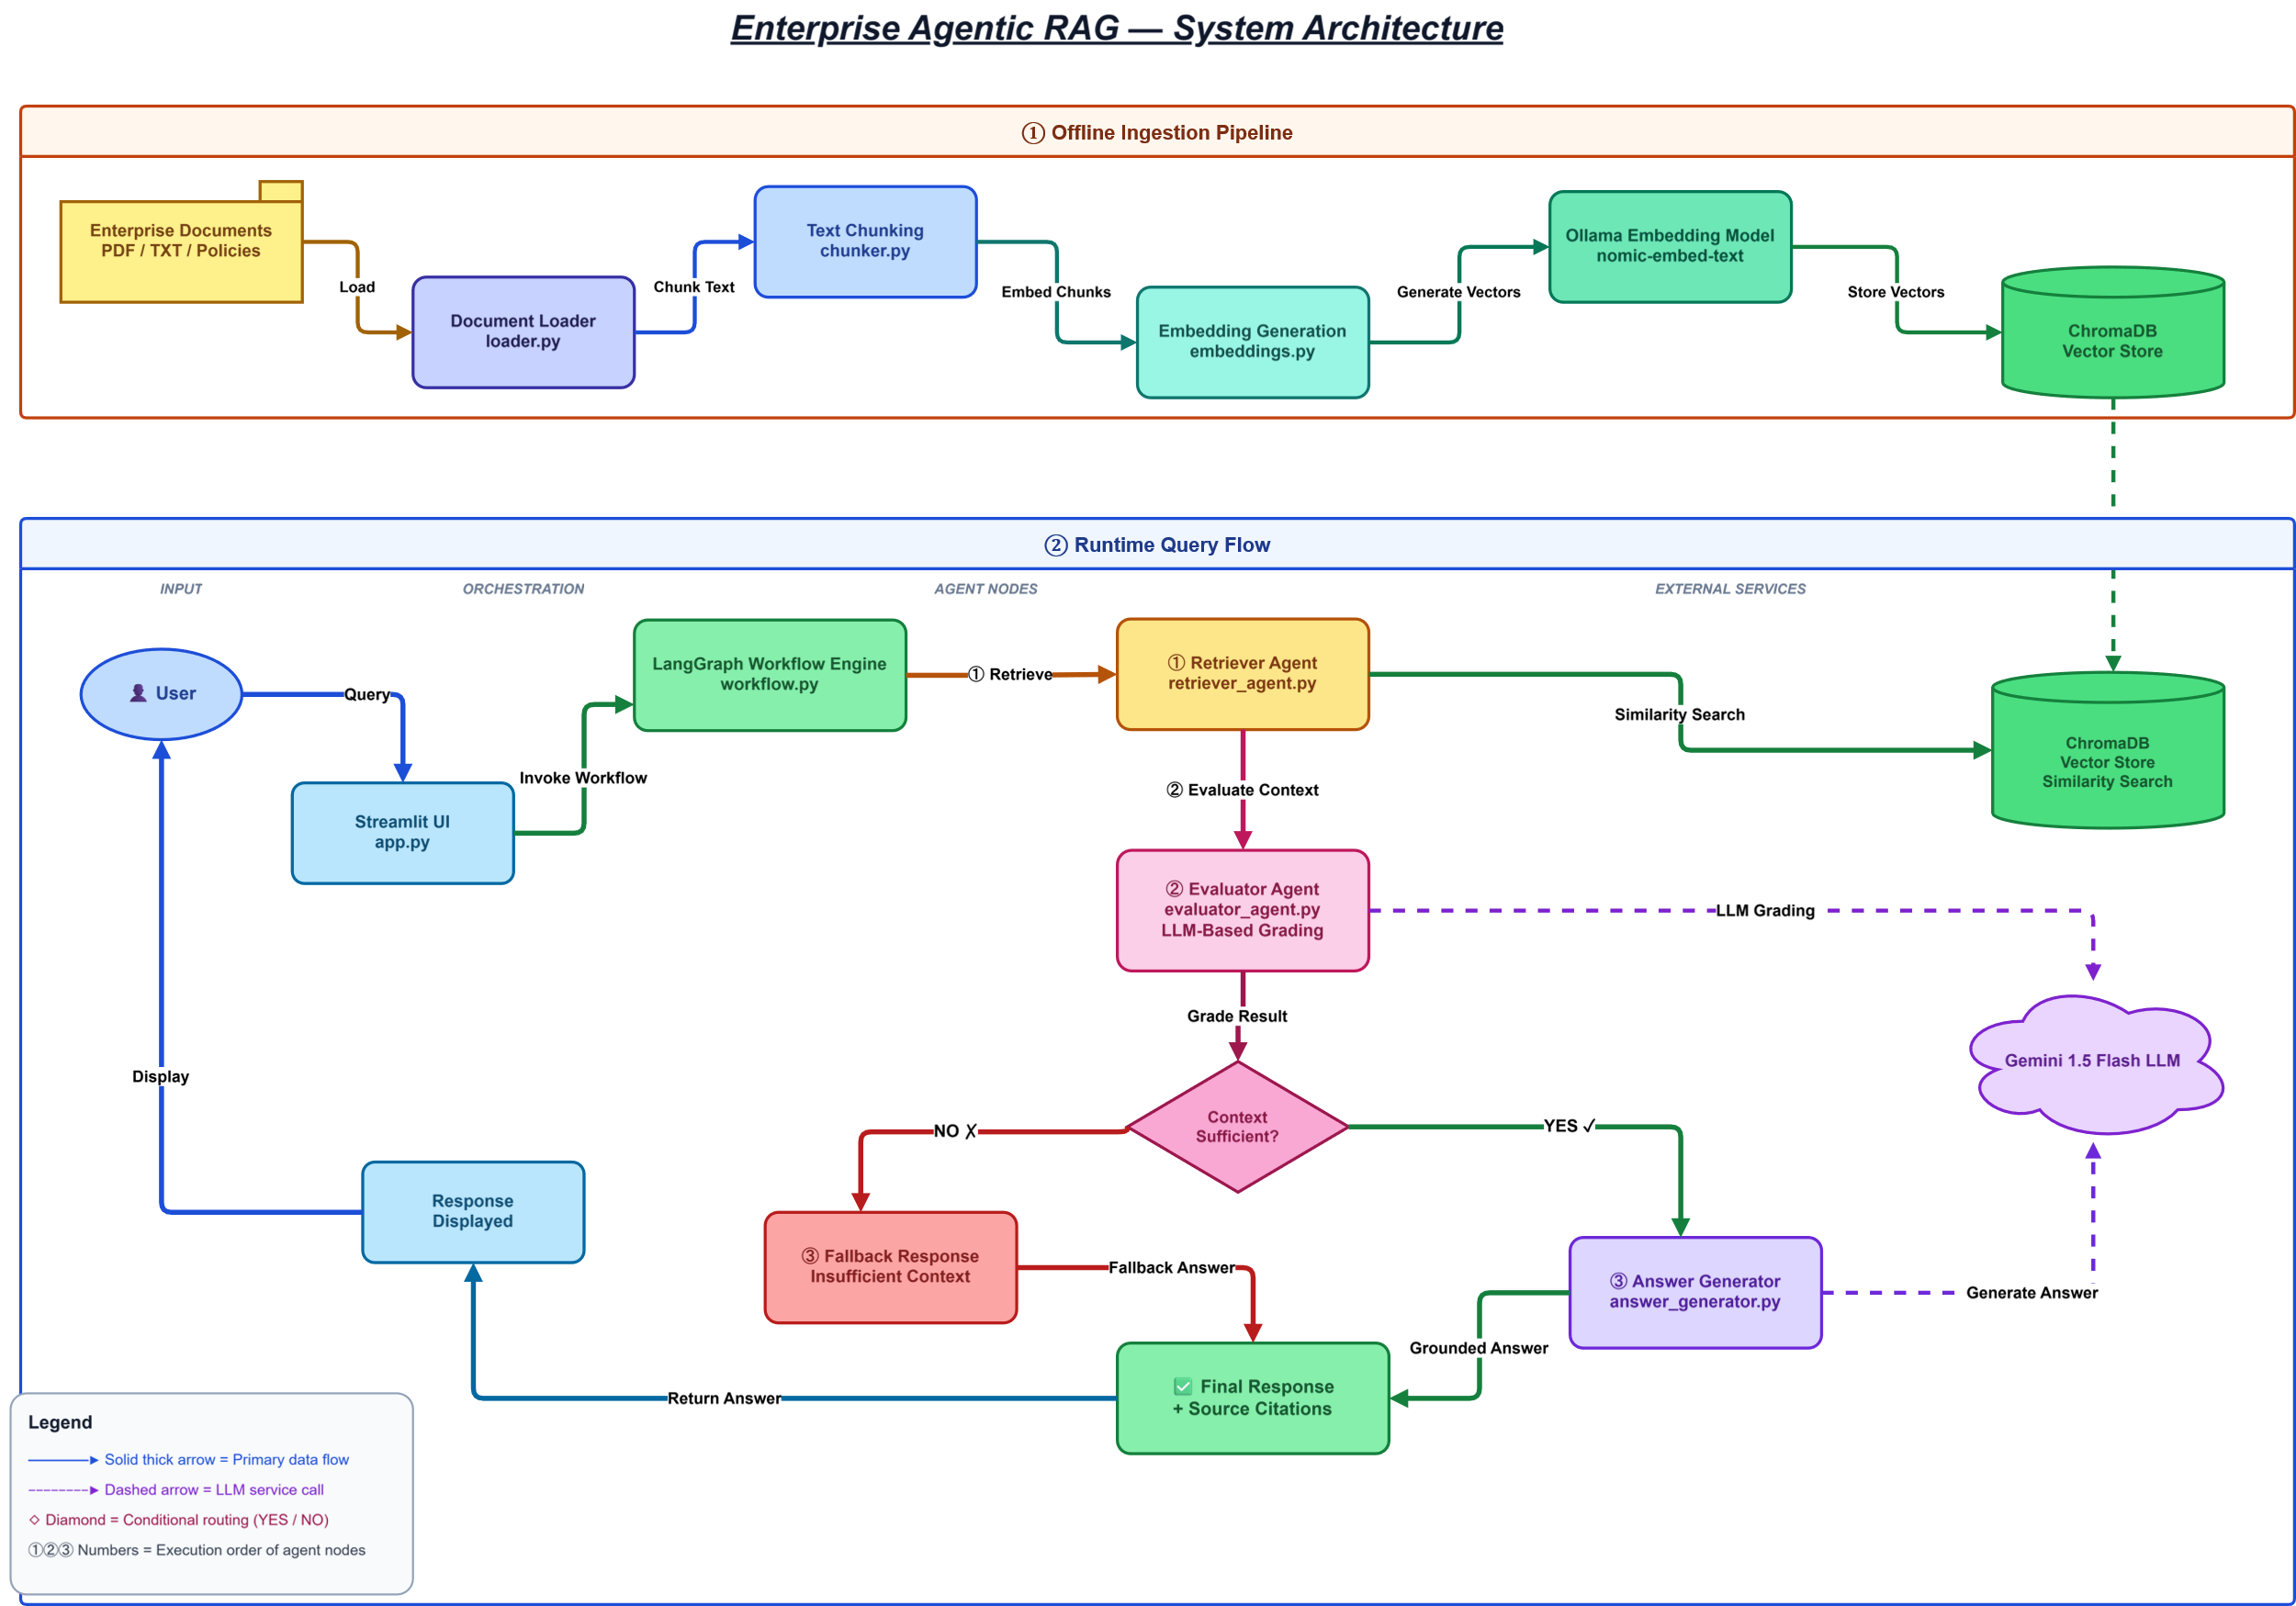 Enterprise Agentic RAG — System Architecture
① Offline Ingestion Pipeline
Enterprise Documents
PDF / TXT / Policies
Load
Document Loader
loader.py
Chunk Text
Text Chunking
chunker.py
Embed Chunks
Embedding Generation
embeddings.py
Generate Vectors
Ollama Embedding Model
nomic-embed-text
Store Vectors
ChromaDB
Vector Store
② Runtime Query Flow
INPUT
ORCHESTRATION
AGENT NODES
EXTERNAL SERVICES
👤 User
Query
Streamlit UI
app.py
Invoke Workflow
LangGraph Workflow Engine
workflow.py
① Retrieve
① Retriever Agent
retriever_agent.py
Similarity Search
ChromaDB
Vector Store
Similarity Search
② Evaluate Context
② Evaluator Agent
evaluator_agent.py
LLM-Based Grading
LLM Grading
Gemini 1.5 Flash LLM
Grade Result
Context
Sufficient?
NO ✗
YES ✓
③ Fallback Response
Insufficient Context
Fallback Answer
③ Answer Generator
answer_generator.py
Generate Answer
Grounded Answer
✅ Final Response
+ Source Citations
Return Answer
Response
Displayed
Display
Legend
────────► Solid thick arrow = Primary data flow
--------► Dashed arrow = LLM service call
◇ Diamond = Conditional routing (YES / NO)
①②③ Numbers = Execution order of agent nodes